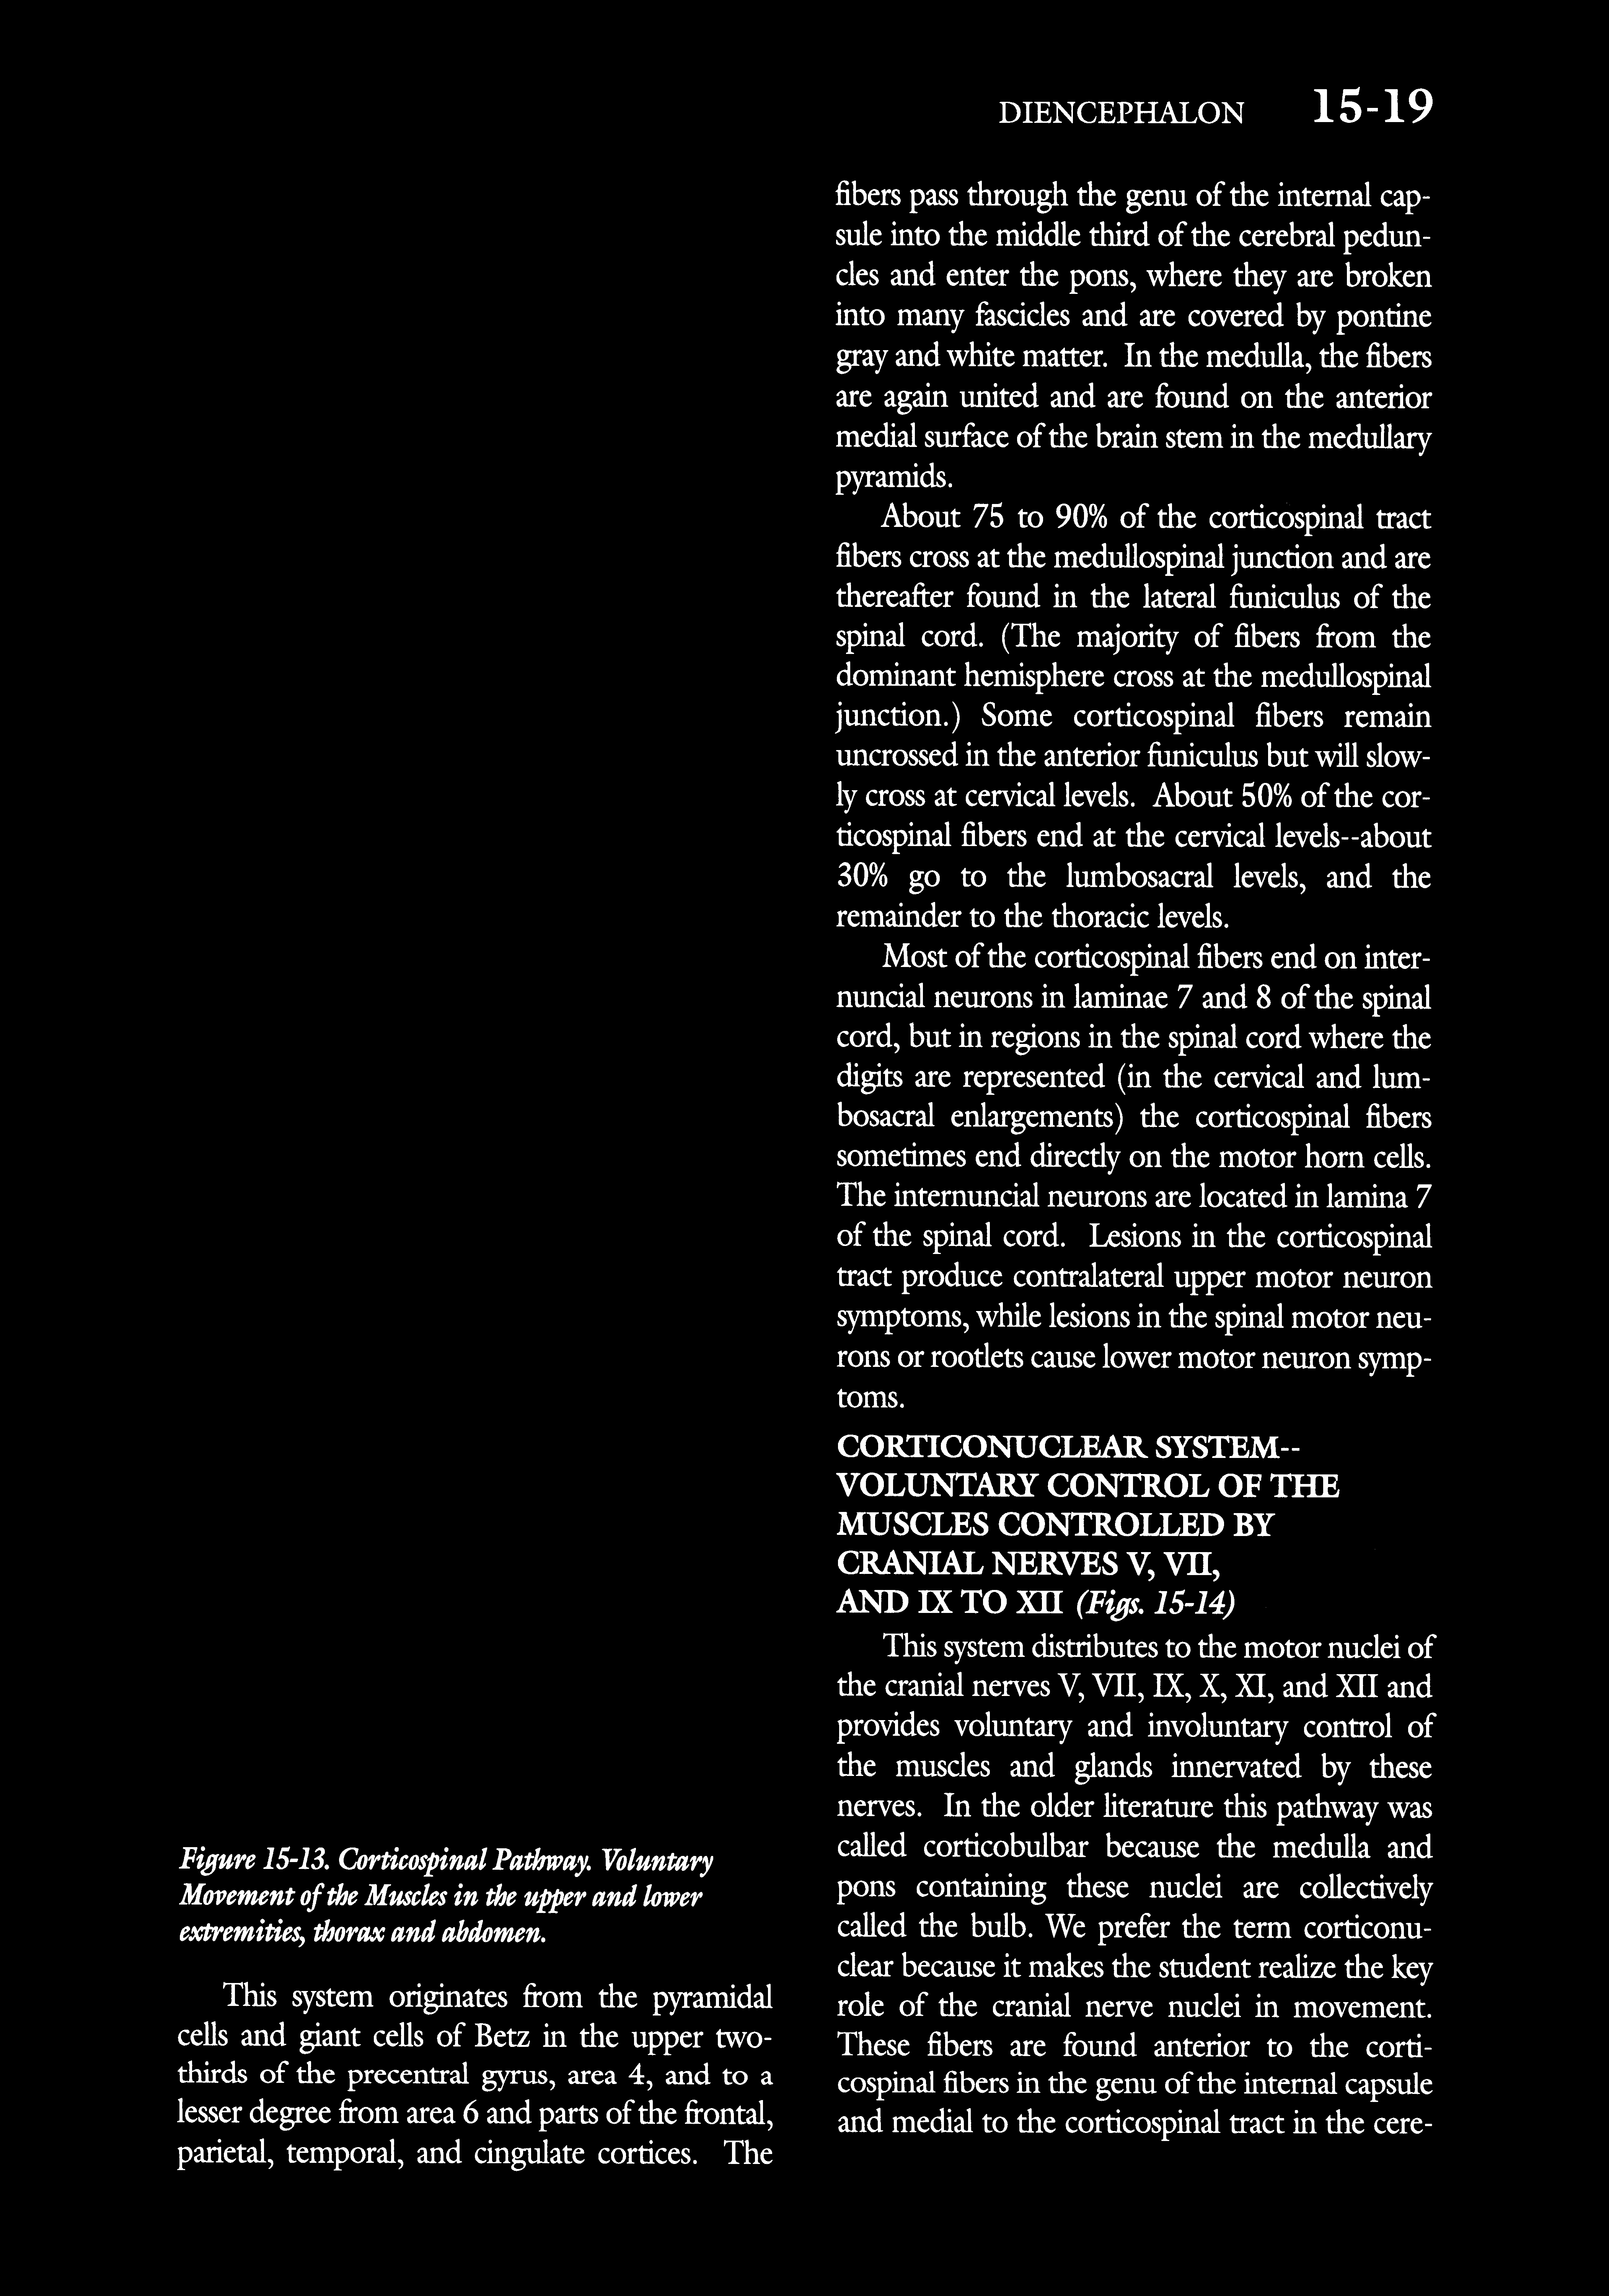 DIENCEPHALON 15-19
Figure 15-13. Corticospinal Pathway. Voluntary
Movement of the Muscles in the upper and lower
extremities, thorax and abdomen.
This system originates from the pyramidal
cells and giant cells of Betz in the upper two-
thirds of the precentral gyrus, area 4, and to a
lesser degree from area 6 and parts of the frontal,
parietal, temporal, and cingulate cortices. The
fibers pass through the genu of the internal cap-
sule into the middle third of the cerebral pedun-
cles and enter the pons, where they are broken
into many fascicles and are covered by pontine
gray and white matter. In the medulla, the fibers
are again united and are found on the anterior
medial surface of the brain stem in the medullary
pyramids.
About 75 to 90% of the corticospinal tract
fibers cross at the medullospinal junction and are
thereafter found in the lateral funiculus of the
spinal cord. (The majority of fibers from the
dominant hemisphere cross at the medullospinal
junction.) Some corticospinal fibers remain
uncrossed in the anterior funiculus but will slow-
ly cross at cervical levels. About 50% of the cor-
ticospinal fibers end at the cervical levels--about
30% go to the lumbosacral levels, and the
remainder to the thoracic levels.
Most of the corticospinal fibers end on inter-
nuncial neurons in laminae 7 and 8 of the spinal
cord, but in regions in the spinal cord where the
digits are represented (in the cervical and lum-
bosacral enlargements) the corticospinal fibers
sometimes end directly on the motor horn cells.
The internuncial neurons are located in lamina 7
of the spinal cord. Lesions in the corticospinal
tract produce contralateral upper motor neuron
symptoms, while lesions in the spinal motor neu-
rons or rootlets cause lower motor neuron symp-
toms.
CORTICONUCLEAR SYSTEM--
VOLUNTARY CONTROL OF THE
MUSCLES CONTROLLED BY
CRANIAL NERVES V, VII,
AND IX TO XII (Figs. 15-14)
This system distributes to the motor nuclei of
the cranial nerves V, VII, IX, X, XI, and XII and
provides voluntary and involuntary control of
the muscles and glands innervated by these
nerves. In the older literature this pathway was
called corticobulbar because the medulla and
pons containing these nuclei are collectively
called the bulb. We prefer the term corticonu-
clear because it makes the student realize the key
role of the cranial nerve nuclei in movement.
These fibers are found anterior to the corti-
cospinal fibers in the genu of the internal capsule
and medial to the corticospinal tract in the cere-